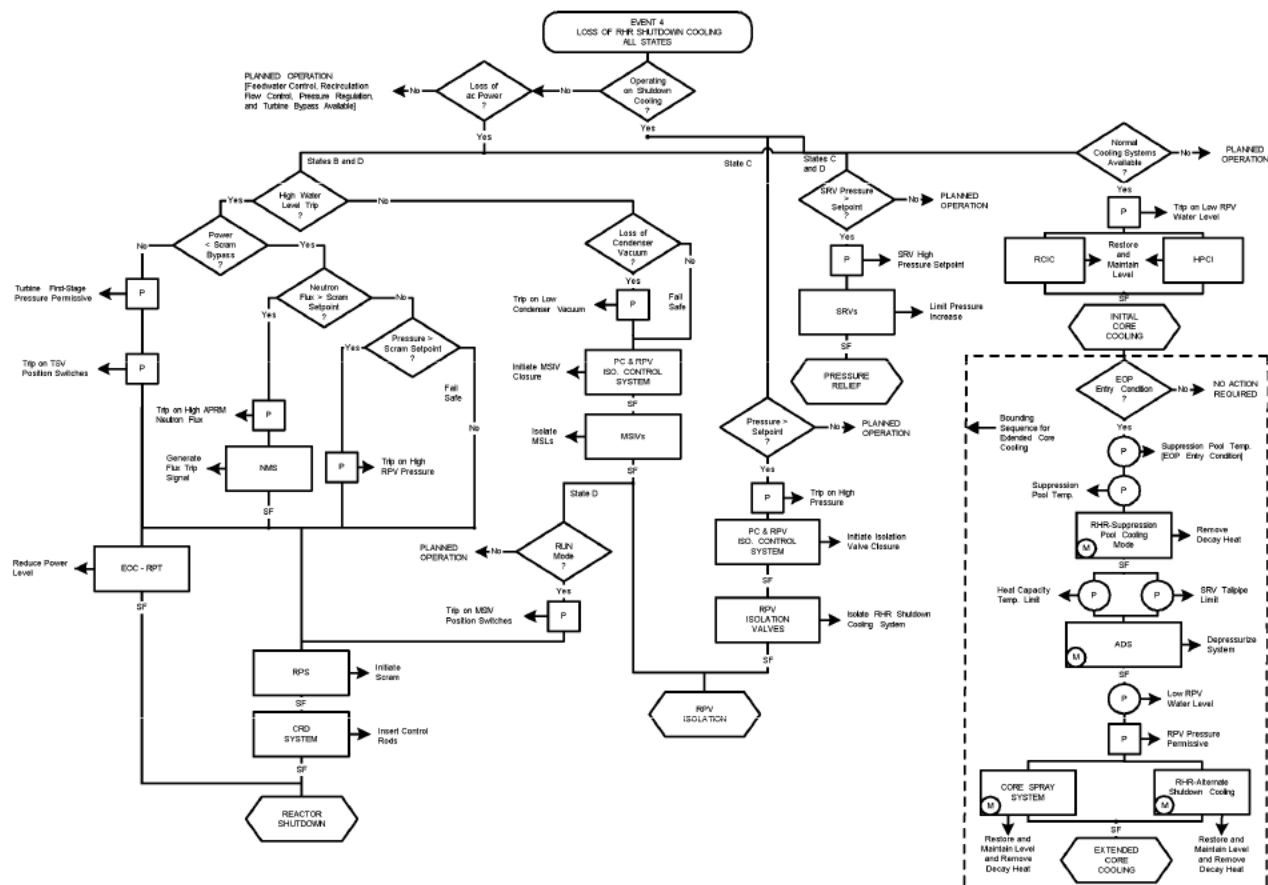 EVENT 4
LOSS OF RHR SHUTDOWN COOLING
ALL STATES
PLANNED OPERATION
[Feedwater Control, Recirculation
Flow Control, Pressure Regulation,
and Turbine Bypass Available]
No
Loss of
ac Power
?
No
Operating
on Shutdown
Cooling
?
Yes
Yes
States B and D
State C
States C
and D
Normal
Cooling Systems
Available
?
No
PLANNED
OPERATION
Yes
High Water
Level Trip
?
Yes
No
SRV Pressure
>
Setpoint
?
No
PLANNED
OPERATION
Yes
P
Trip on Low RPV
Water Level
Power
< Scram
Bypass
?
No
Yes
Loss of
Condenser
Vacuum
?
No
Yes
P
SRV High
Pressure Setpoint
RCIC
Restore
and
Maintain
Level
HPCI
SF
Turbine First-Stage
Pressure Permissive
P
Neutron
Flux > Scram
Setpoint
?
Yes
No
Trip on Low
Condenser Vacuum
P
Fail
Safe
SRVs
Limit Pressure
Increase
SF
INITIAL
CORE
COOLING
Trip on TSV
Position Switches
P
Pressure >
Scram Setpoint
?
Yes
No
Fail
Safe
Initiate MSIV
Closure
PC & RPV
ISO. CONTROL
SYSTEM
SF
PRESSURE
RELIEF
EOP
Entry Condition
?
No
NO ACTION
REQUIRED
Yes
Trip on High APRM
Neutron Flux
P
Isolate
MSLs
MSIVs
SF
Pressure >
Setpoint
?
No
PLANNED
OPERATION
Yes
Bounding
Sequence for
Extended Core
Cooling
P
Suppression Pool Temp.
[EOP Entry Condition]
Generate
Flux Trip
Signal
NMS
SF
P
Trip on High
RPV Pressure
P
Trip on High
Pressure
Suppression
Pool Temp.
P
State D
PC & RPV
ISO. CONTROL
SYSTEM
Initiate Isolation
Valve Closure
SF
RHR-Suppression
Pool Cooling
Mode
M
Remove
Decay Heat
SF
Reduce Power
Level
EOC - RPT
SF
PLANNED
OPERATION
No
RUN
Mode
?
Yes
Trip on MSIV
Position Switches
P
RPV
ISOLATION
VALVES
Isolate RHR Shutdown
Cooling System
SF
Heat Capacity
Temp. Limit
P
P
SRV Tailpipe
Limit
ADS
M
Depressurize
System
SF
RPS
Initiate
Scram
SF
RPV
ISOLATION
P
Low RPV
Water Level
CRD
SYSTEM
Insert Control
Rods
SF
P
RPV Pressure
Permissive
CORE SPRAY
SYSTEM
M
RHR-Alternate
Shutdown Cooling
M
REACTOR
SHUTDOWN
SF
Restore and
Maintain Level
and Remove
Decay Heat
EXTENDED
CORE
COOLING
Restore and
Maintain Level
and Remove
Decay Heat